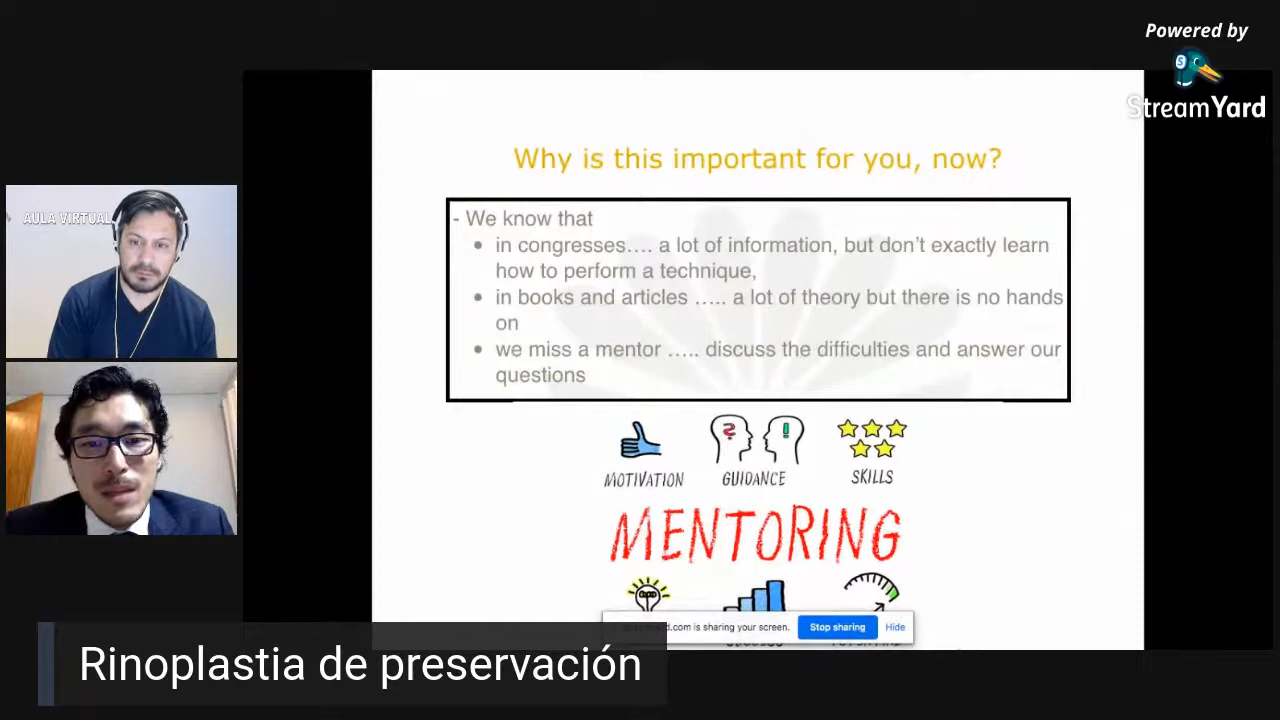 Powered by
StreamYard
AULA VIRTUAL
Why is this important for you, now?
- We know that
• in congresses…. a lot of information, but don't exactly learn
how to perform a technique,
• in books and articles ….. a lot of theory but there is no hands
on
• we miss a mentor ….. discuss the difficulties and answer our
questions
MOTIVATION GUIDANCE SKILLS
MENTORING
.com is sharing your screen. Stop sharing Hide
Rinoplastia de preservación